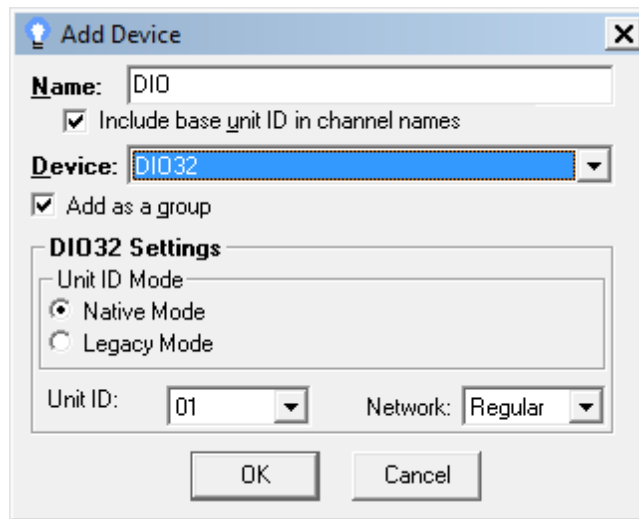 Add Device
Name: DIO
Include base unit ID in channel names
Device: DIO32
Add as a group
DIO32 Settings
Unit ID Mode
Native Mode
Legacy Mode
Unit ID: 01 Network: Regular
OK Cancel